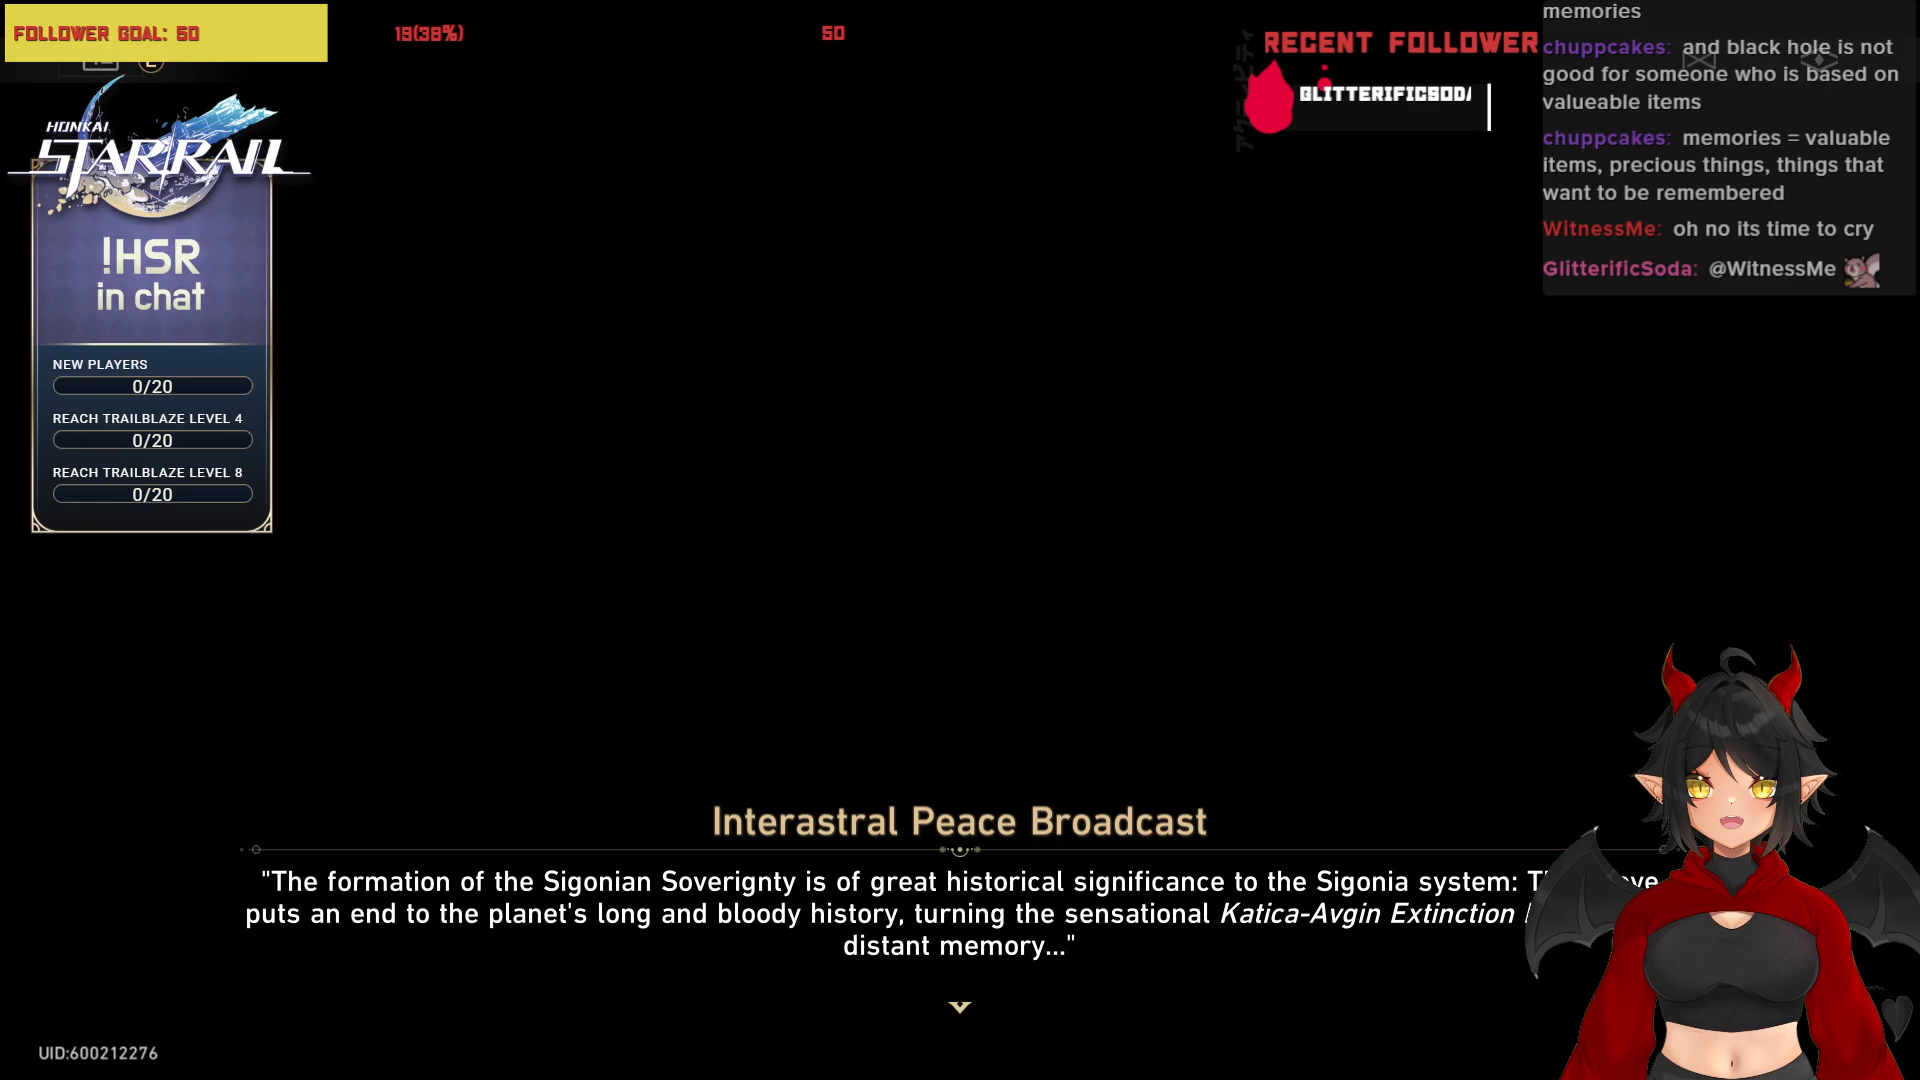 FOLLOWER GOAL: 50
19(38%)
50
RECENT FOLLOWER
GLITTERIFICSODA
HONKAI
STAR RAIL
!HSR
in chat
NEW PLAYERS
0/20
REACH TRAILBLAZE LEVEL 4
0/20
REACH TRAILBLAZE LEVEL 8
0/20
memories
chuppcakes: and black hole is not
good for someone who is based on
valueable items
chuppcakes: memories = valuable
items, precious things, things that
want to be remembered
WitnessMe: oh no its time to cry
GlitterificSoda: @WitnessMe
Interastral Peace Broadcast
"The formation of the Sigonian Soverignty is of great historical significance to the Sigonia system:
puts an end to the planet's long and bloody history, turning the sensational Katica-Avgin Extinction
distant memory..."
UID:600212276